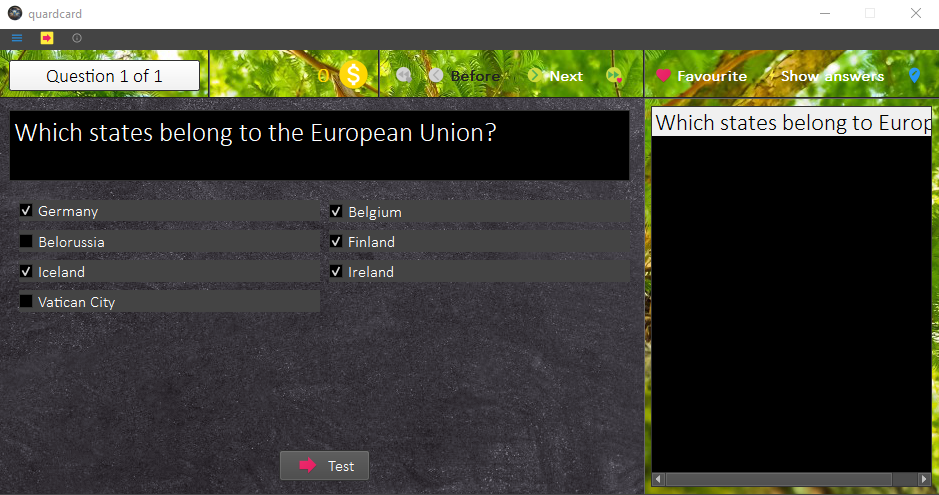 quardcard
Question 1 of 1
0 $
Before
Next
Favourite
Show answers
Which states belong to the European Union?
Which states belong to Europ
Germany
Belgium
Belorussia
Finland
Iceland
Ireland
Vatican City
Test